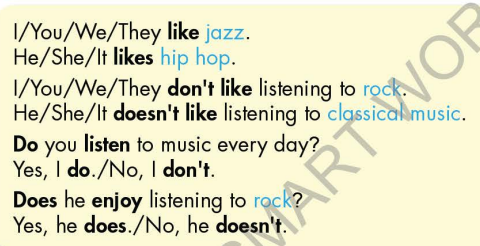 I/You/We/They like jazz.
He/She/It likes hip hop.
I/You/We/They don't like listening to rock.
He/She/It doesn't like listening to classical music.
Do you listen to music every day?
Yes, I do./No, I don't.
Does he enjoy listening to rock?
Yes, he does./No, he doesn't.
SMART WOR